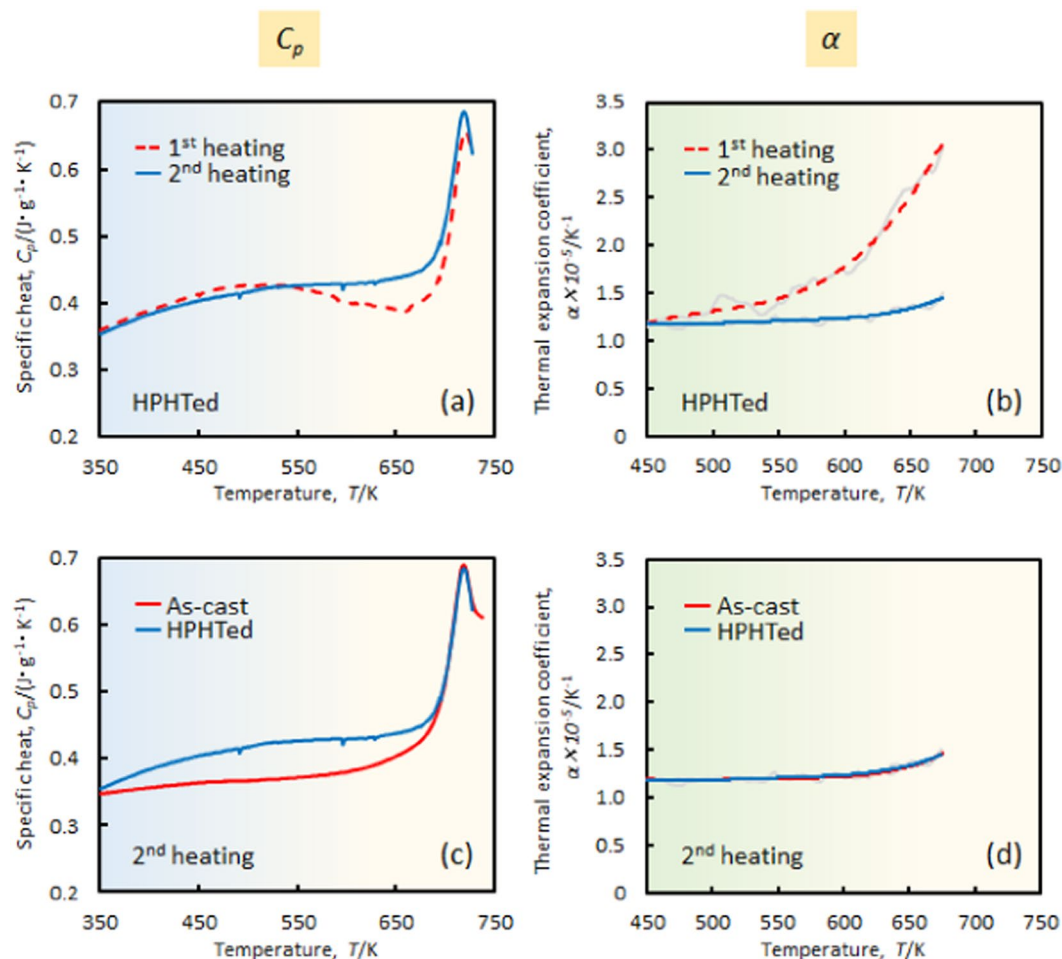 Cₚ
α
Specific heat, Cₚ/(J• g⁻¹• K⁻¹)
0.7
0.6
0.5
0.4
0.3
0.2
1ˢᵗ heating
2ⁿᵈ heating
HPHTed
(a)
350
450
550
650
750
Temperature, T/K
Thermal expansion coefficient,
α × 10⁻⁵/K⁻¹
3.5
3.0
2.5
2.0
1.5
1.0
0.5
0
1ˢᵗ heating
2ⁿᵈ heating
HPHTed
(b)
450
500
550
600
650
700
750
Temperature, T/K
Specific heat, Cₚ/(J• g⁻¹• K⁻¹)
0.7
0.6
0.5
0.4
0.3
0.2
As-cast
HPHTed
2ⁿᵈ heating
(c)
350
450
550
650
750
Temperature, T/K
Thermal expansion coefficient,
α × 10⁻⁵/K⁻¹
3.5
3.0
2.5
2.0
1.5
1.0
0.5
0
As-cast
HPHTed
2ⁿᵈ heating
(d)
450
500
550
600
650
700
750
Temperature, T/K